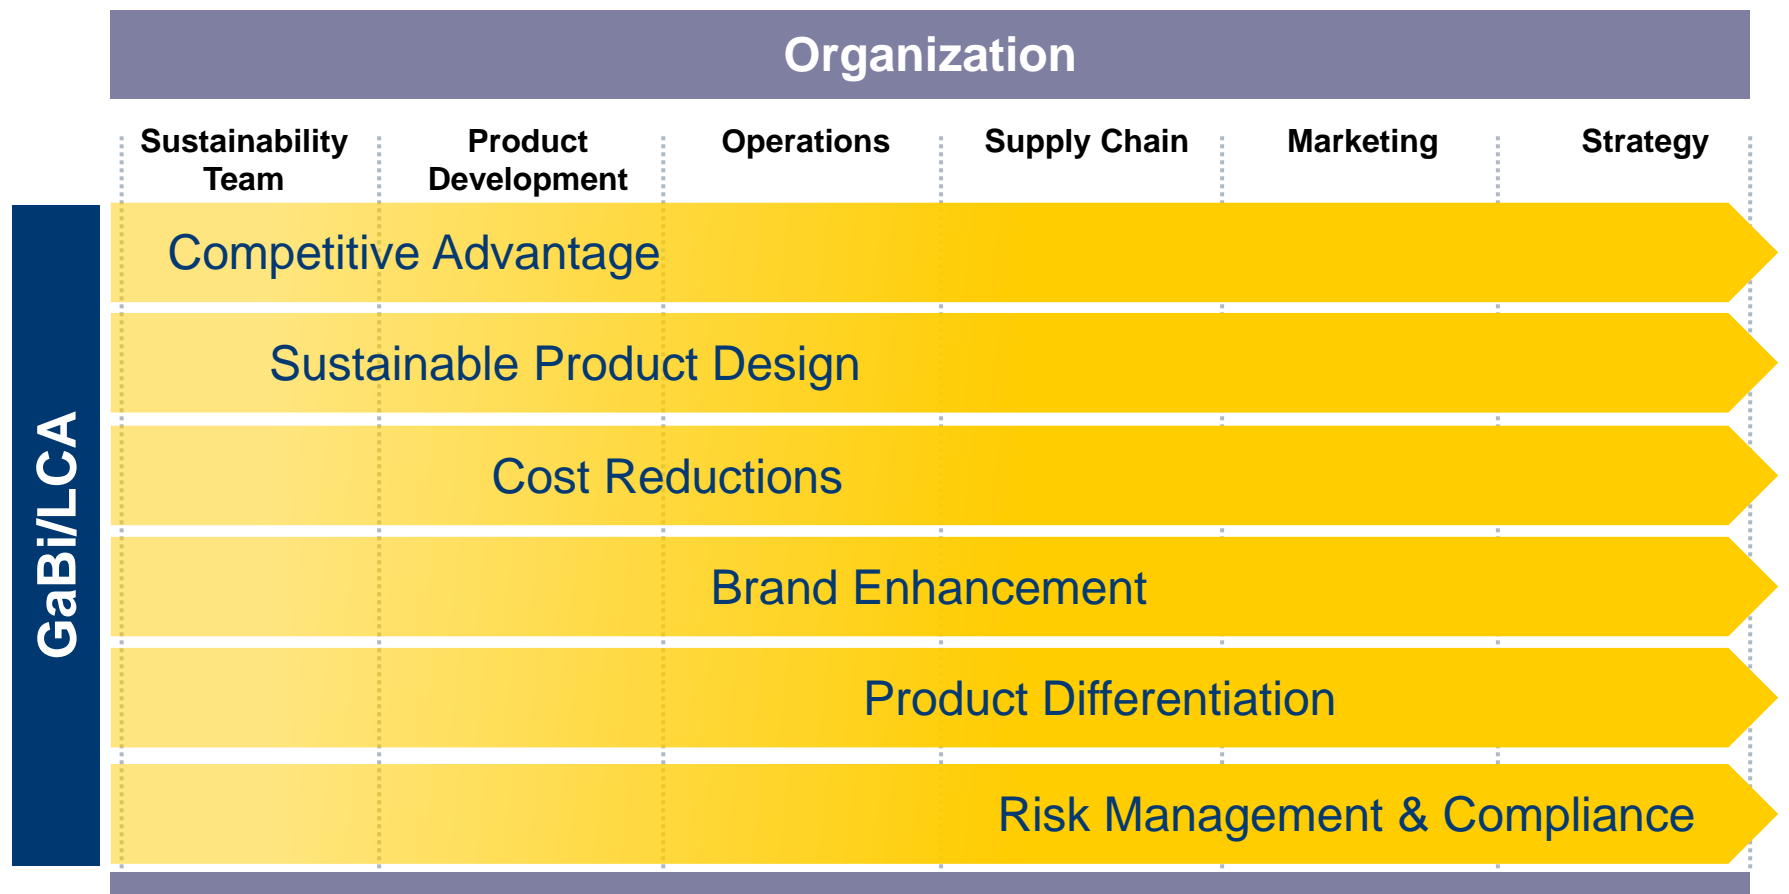 Organization
Sustainability
Team
Product
Development
Operations
Supply Chain
Marketing
Strategy
GaBi/LCA
Competitive Advantage
Sustainable Product Design
Cost Reductions
Brand Enhancement
Product Differentiation
Risk Management & Compliance